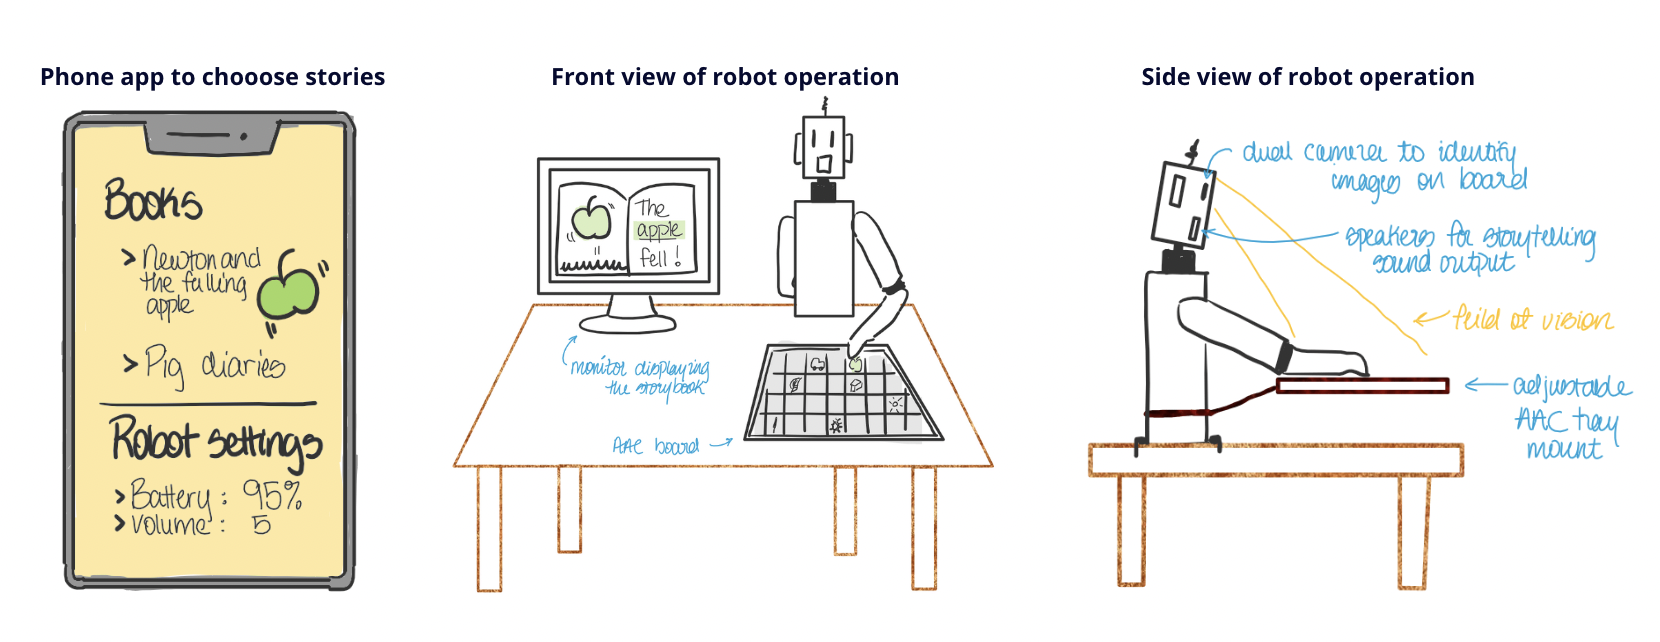 Phone app to chooose stories
Books
> Newton and
the falling
apple
> Pig diaries
Robot settings
> Battery : 95%
> volume : 5
Front view of robot operation
The
apple
fell !
monitor displaying
the storybook
AAC board
Side view of robot operation
dual camera to identify
images on board
speakers for storytelling
sound output
feild of vision
adjustable
AAC tray
mount